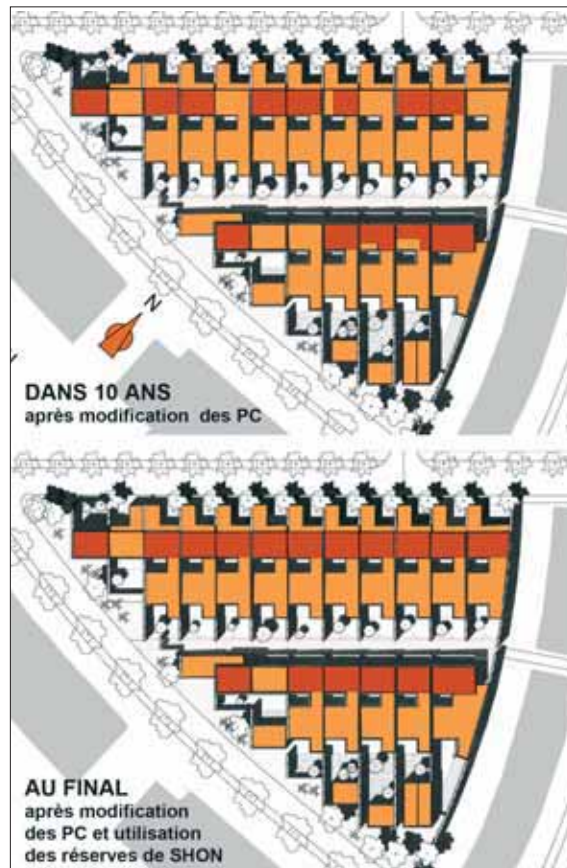 N
DANS 10 ANS
après modification des PC
AU FINAL
après modification
des PC et utilisation
des réserves de SHON